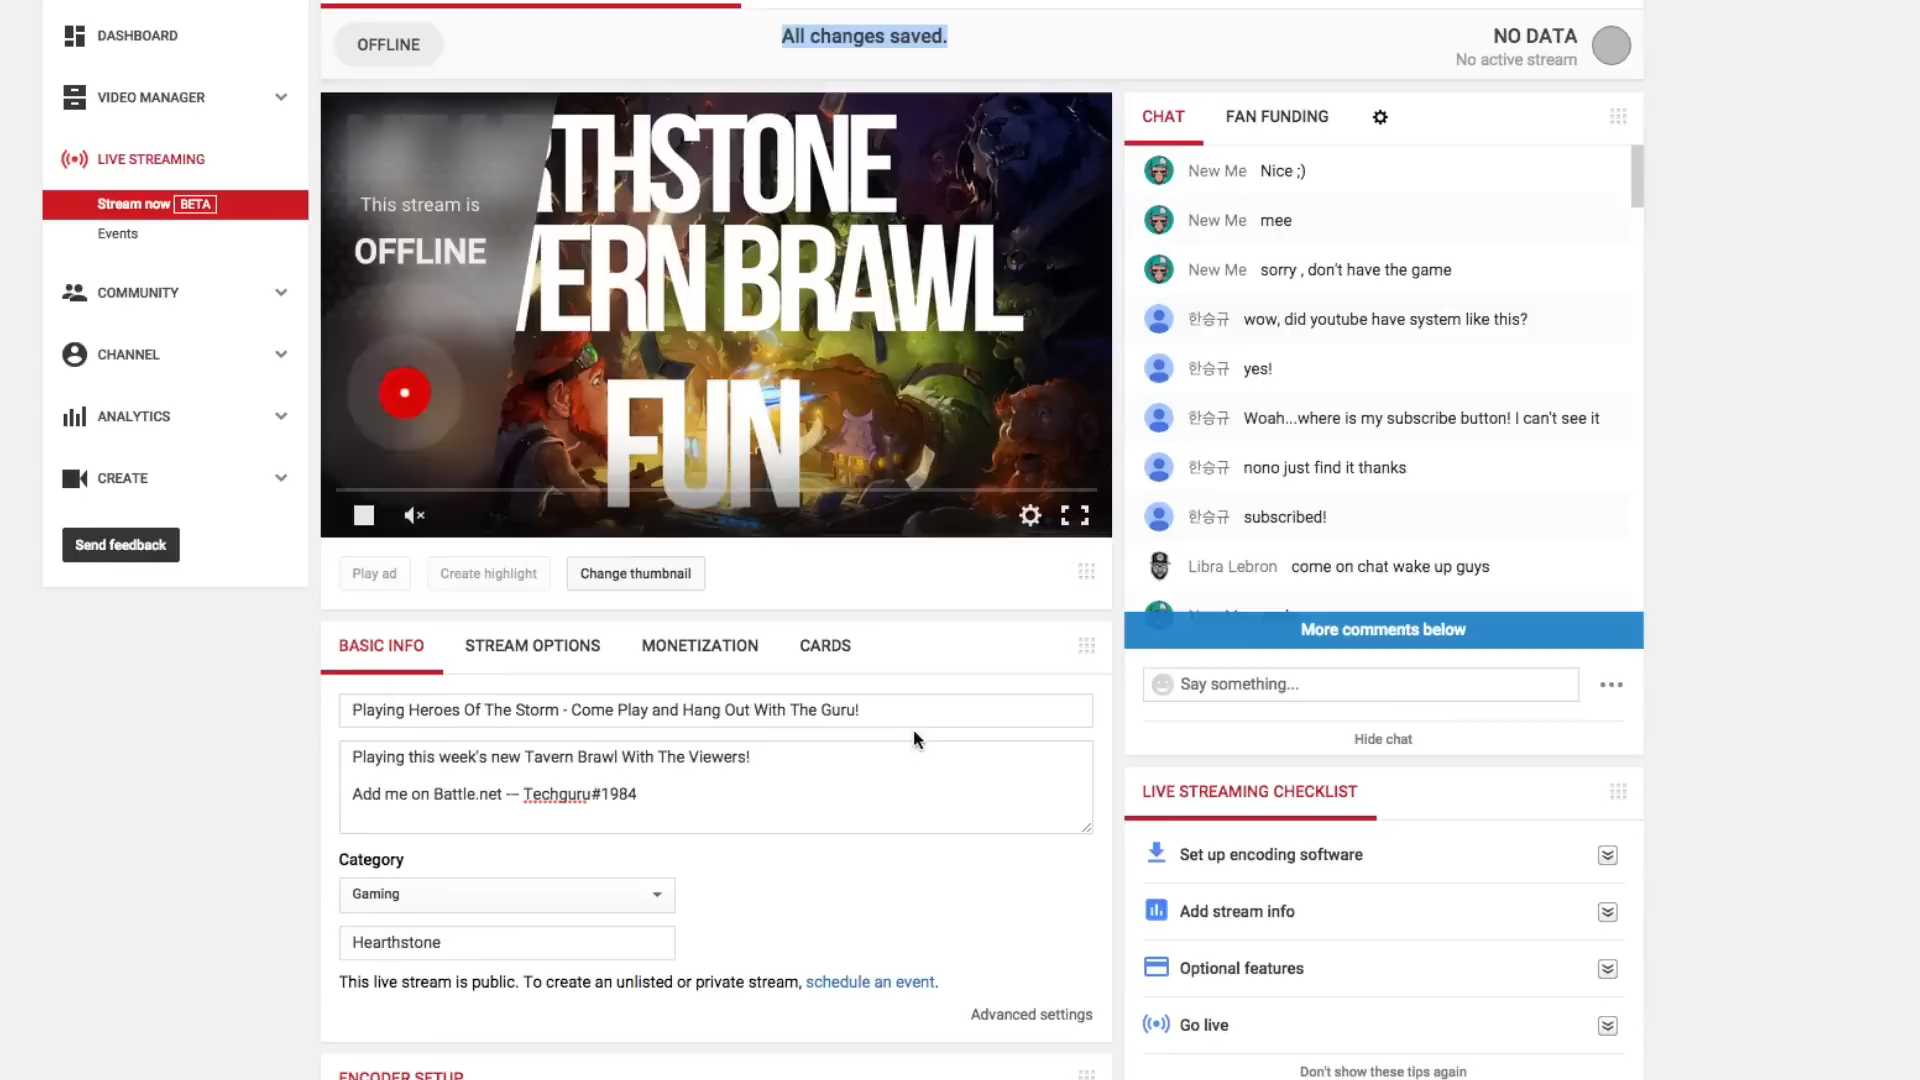 DASHBOARD
VIDEO MANAGER
LIVE STREAMING
Stream now BETA
Events
COMMUNITY
CHANNEL
ANALYTICS
CREATE
Send feedback
OFFLINE
All changes saved.
NO DATA
No active stream
THSTONE
ERN BRAWL
FUN
This stream is
OFFLINE
Play ad
Create highlight
Change thumbnail
BASIC INFO
STREAM OPTIONS
MONETIZATION
CARDS
Playing Heroes Of The Storm - Come Play and Hang Out With The Guru!
Playing this week's new Tavern Brawl With The Viewers!
Add me on Battle.net --- Techguru#1984
Category
Gaming
Hearthstone
This live stream is public. To create an unlisted or private stream, schedule an event.
Advanced settings
ENCODER SETUP
CHAT
FAN FUNDING
New Me Nice ;)
New Me mee
New Me sorry , don't have the game
한승규 wow, did youtube have system like this?
한승규 yes!
한승규 Woah...where is my subscribe button! I can't see it
한승규 nono just find it thanks
한승규 subscribed!
Libra Lebron come on chat wake up guys
More comments below
Say something...
Hide chat
LIVE STREAMING CHECKLIST
Set up encoding software
Add stream info
Optional features
Go live
Don't show these tips again